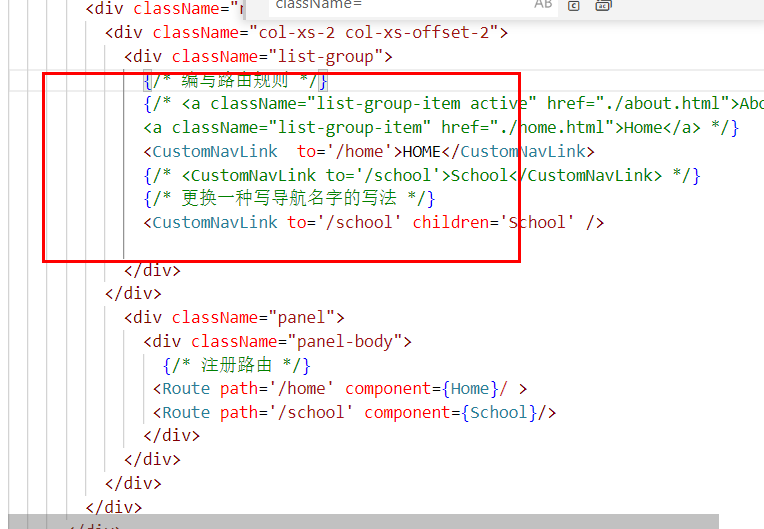 <div className="
className=
AB
<div className="col-xs-2 col-xs-offset-2">
<div className="list-group">
{/* 编写路由规则 */}
{/* <a className="list-group-item active" href="./about.html">Abo
<a className="list-group-item" href="./home.html">Home</a> */}
<CustomNavLink  to='/home'>HOME</CustomNavLink>
{/* <CustomNavLink to='/school'>School</CustomNavLink> */}
{/* 更换一种写导航名字的写法 */}
<CustomNavLink to='/school' children='School' />
</div>
</div>
<div className="panel">
<div className="panel-body">
{/* 注册路由 */}
<Route path='/home' component={Home}/ >
<Route path='/school' component={School}/>
</div>
</div>
</div>
</div>